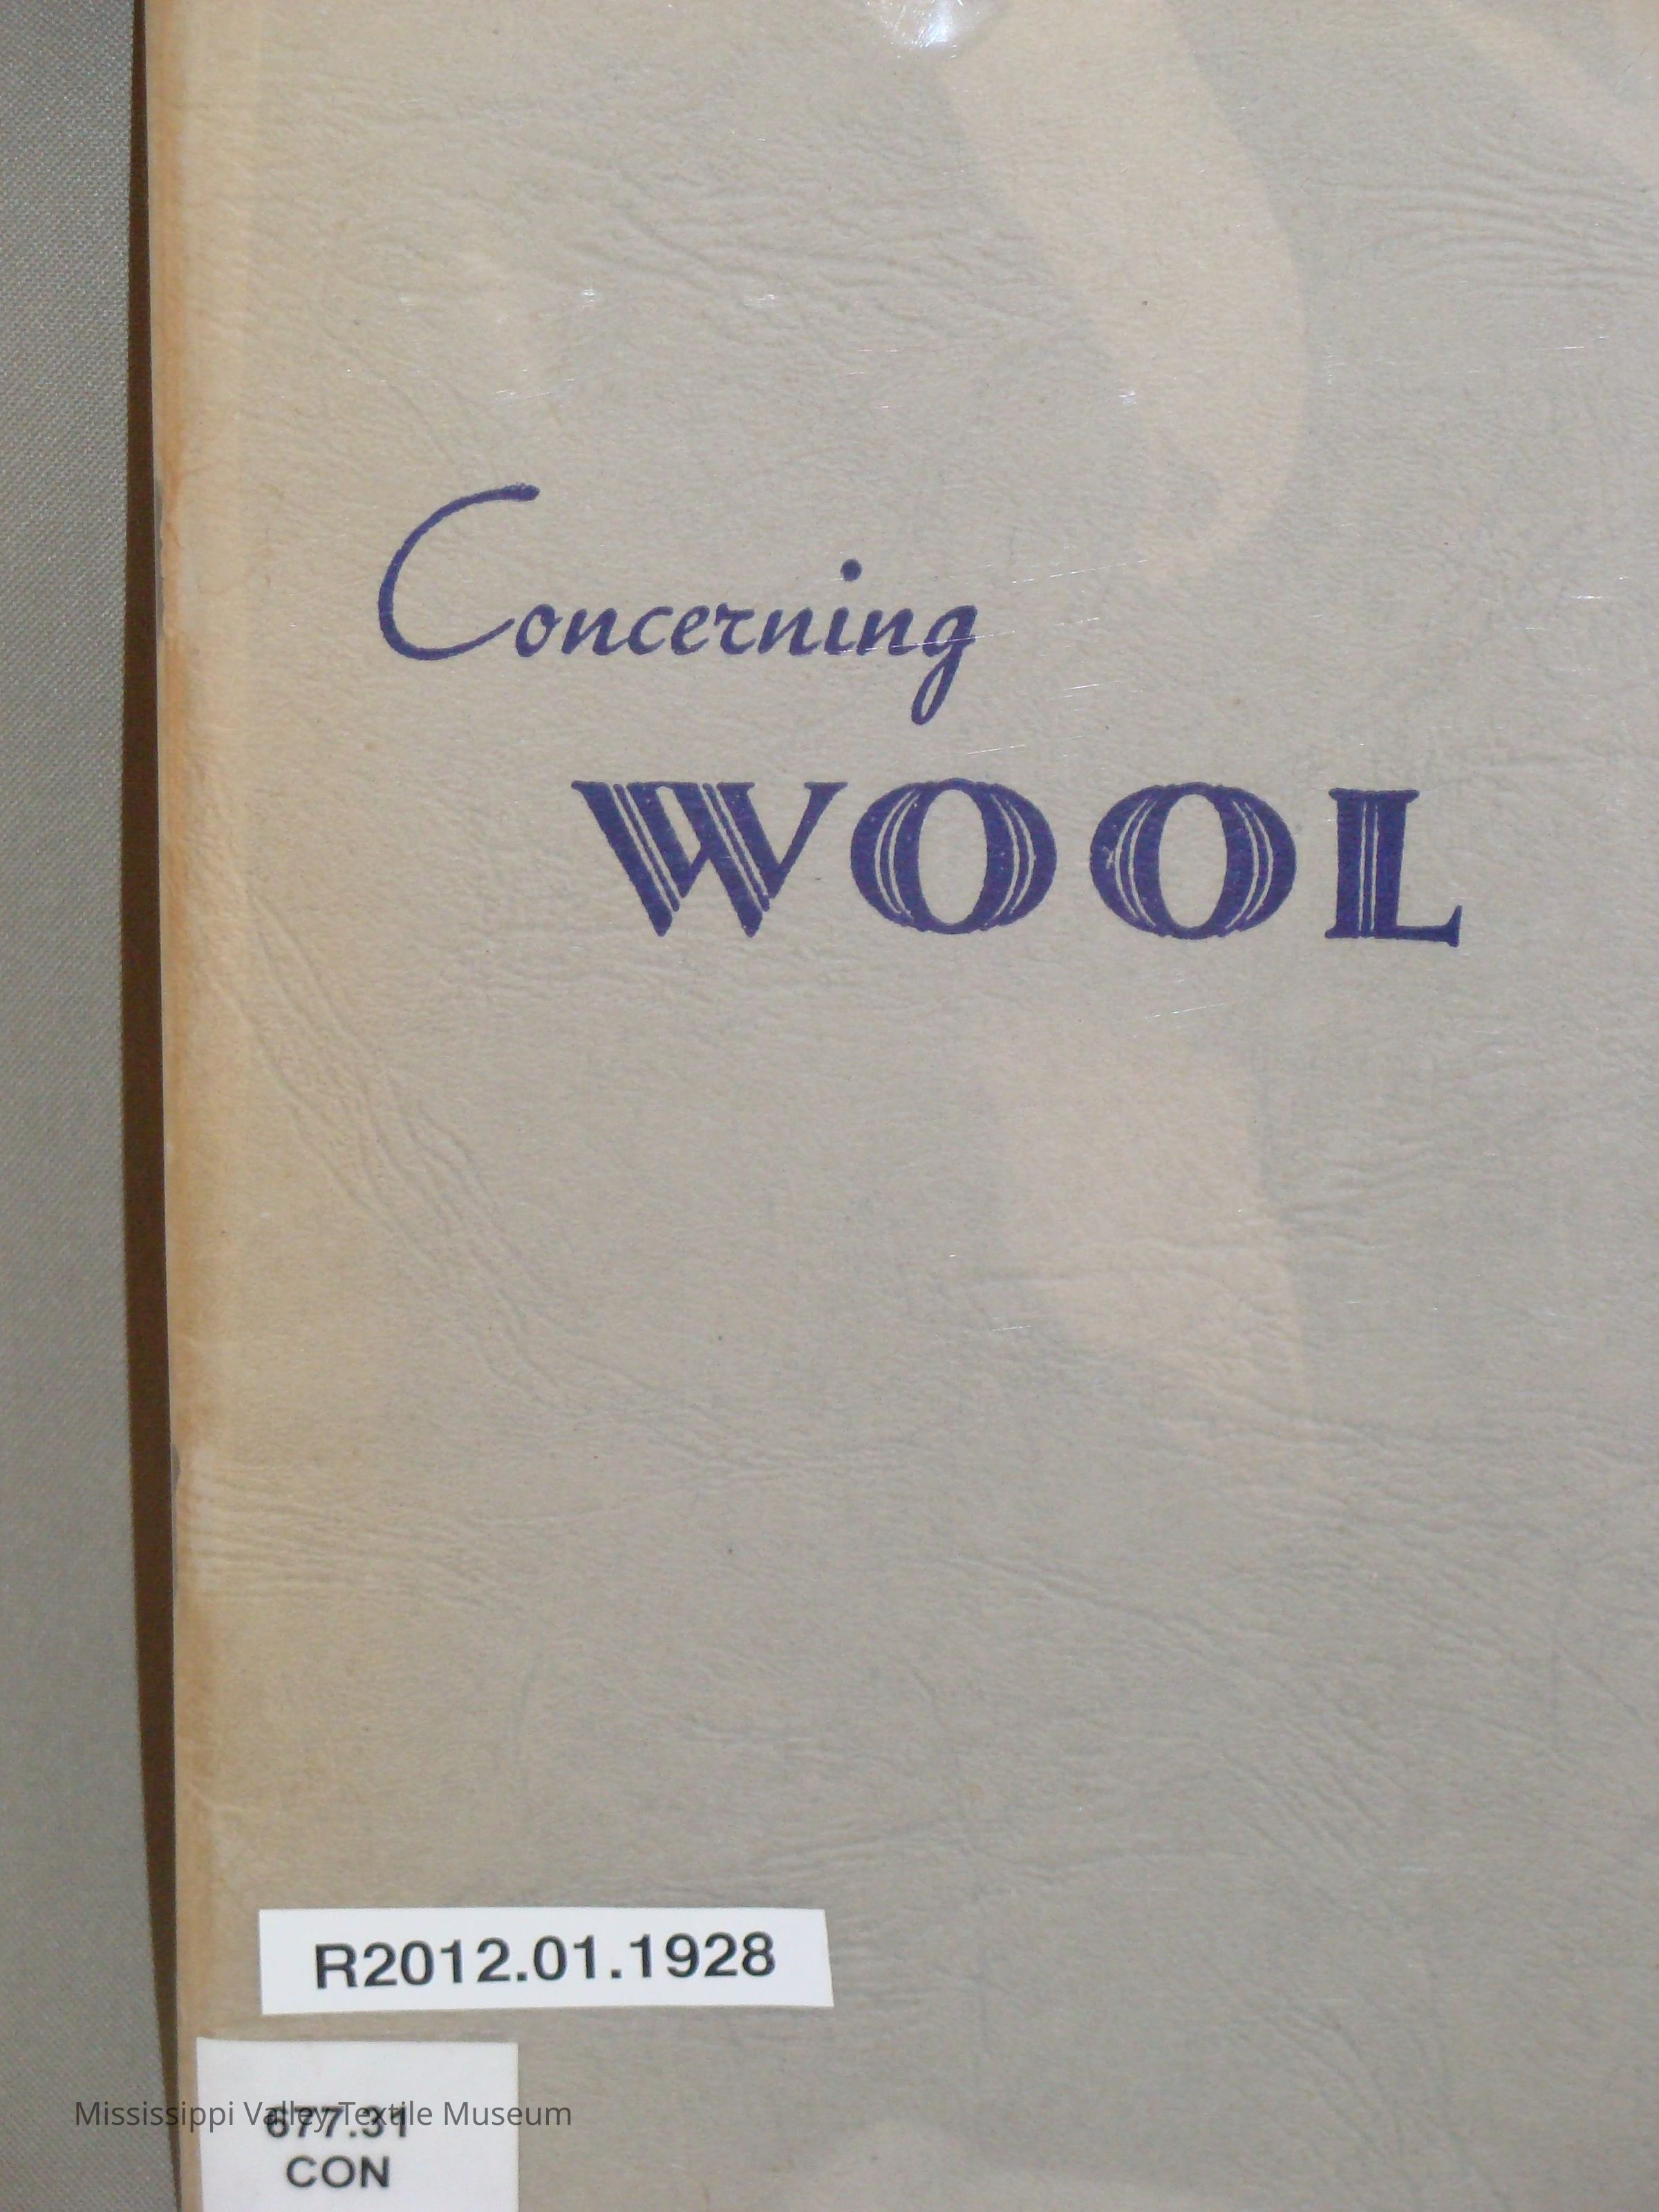 Concerning
WOOL
R2012.01.1928
Mississippi Valley Textile Museum
677.31
CON